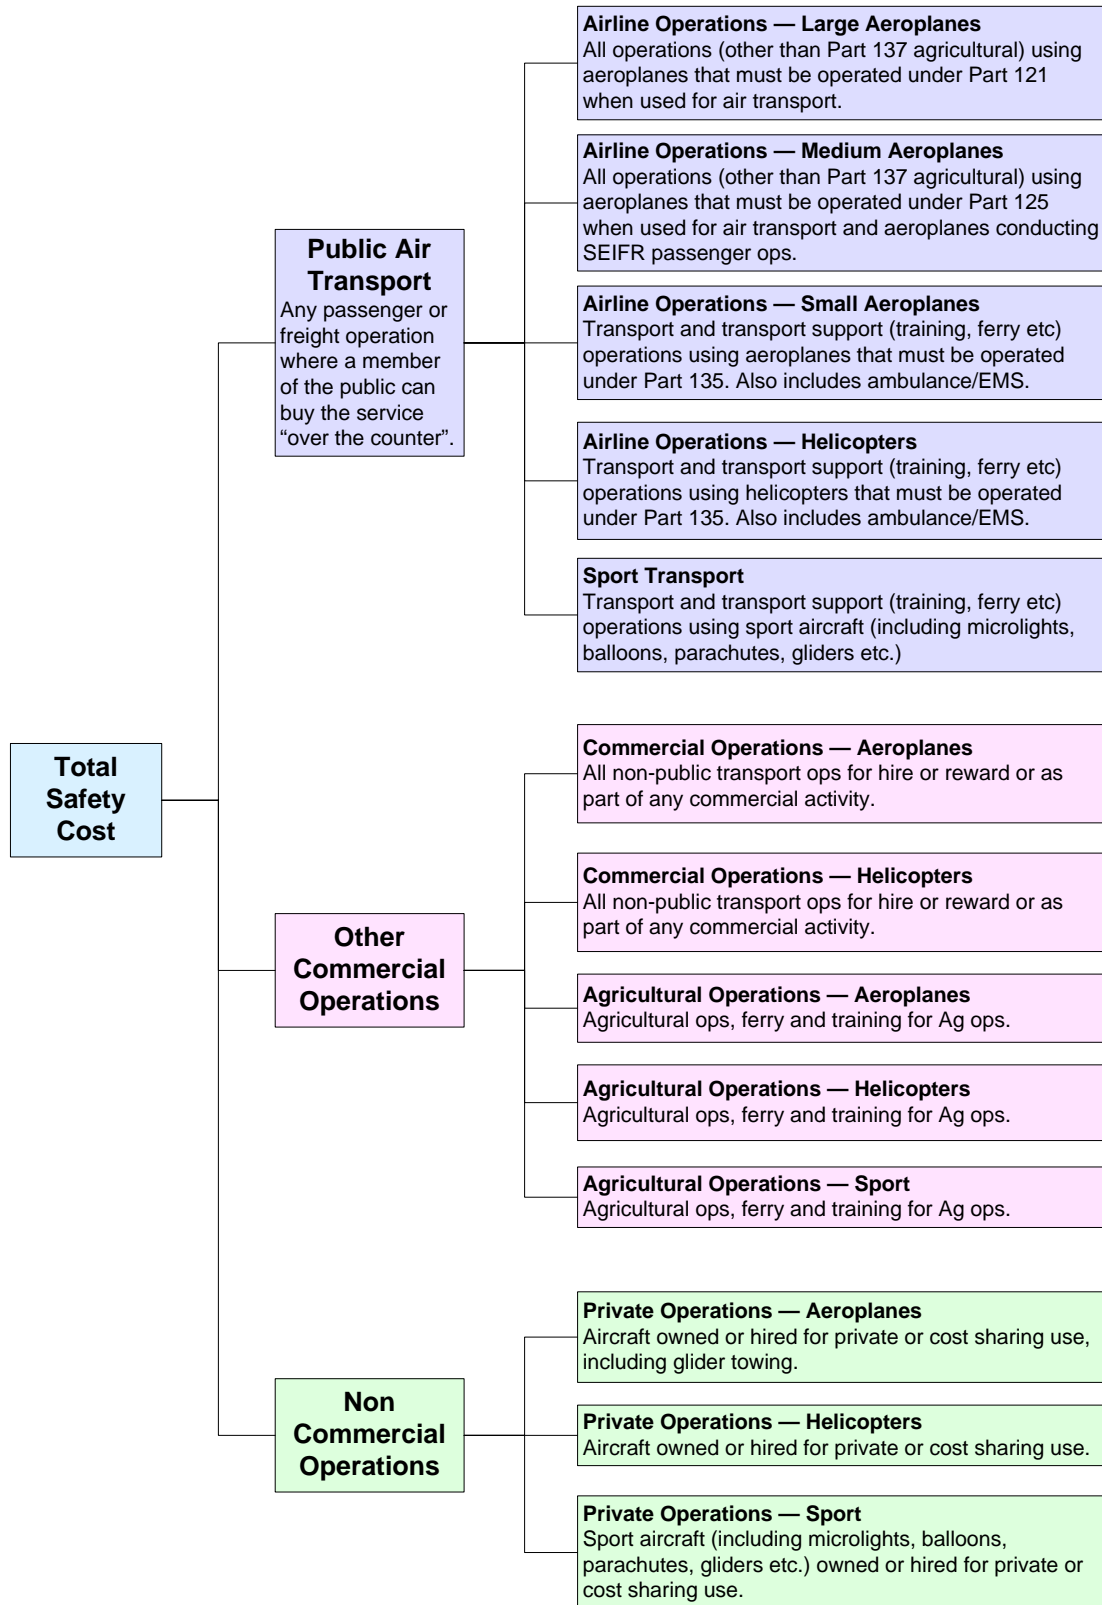 Total
Safety
Cost
Public Air
Transport
Any passenger or
freight operation
where a member
of the public can
buy the service
“over the counter”.
Airline Operations — Large Aeroplanes
All operations (other than Part 137 agricultural) using
aeroplanes that must be operated under Part 121
when used for air transport.
Airline Operations — Medium Aeroplanes
All operations (other than Part 137 agricultural) using
aeroplanes that must be operated under Part 125
when used for air transport and aeroplanes conducting
SEIFR passenger ops.
Airline Operations — Small Aeroplanes
Transport and transport support (training, ferry etc)
operations using aeroplanes that must be operated
under Part 135. Also includes ambulance/EMS.
Airline Operations — Helicopters
Transport and transport support (training, ferry etc)
operations using helicopters that must be operated
under Part 135. Also includes ambulance/EMS.
Sport Transport
Transport and transport support (training, ferry etc)
operations using sport aircraft (including microlights,
balloons, parachutes, gliders etc.)
Other
Commercial
Operations
Commercial Operations — Aeroplanes
All non-public transport ops for hire or reward or as
part of any commercial activity.
Commercial Operations — Helicopters
All non-public transport ops for hire or reward or as
part of any commercial activity.
Agricultural Operations — Aeroplanes
Agricultural ops, ferry and training for Ag ops.
Agricultural Operations — Helicopters
Agricultural ops, ferry and training for Ag ops.
Agricultural Operations — Sport
Agricultural ops, ferry and training for Ag ops.
Non
Commercial
Operations
Private Operations — Aeroplanes
Aircraft owned or hired for private or cost sharing use,
including glider towing.
Private Operations — Helicopters
Aircraft owned or hired for private or cost sharing use.
Private Operations — Sport
Sport aircraft (including microlights, balloons,
parachutes, gliders etc.) owned or hired for private or
cost sharing use.